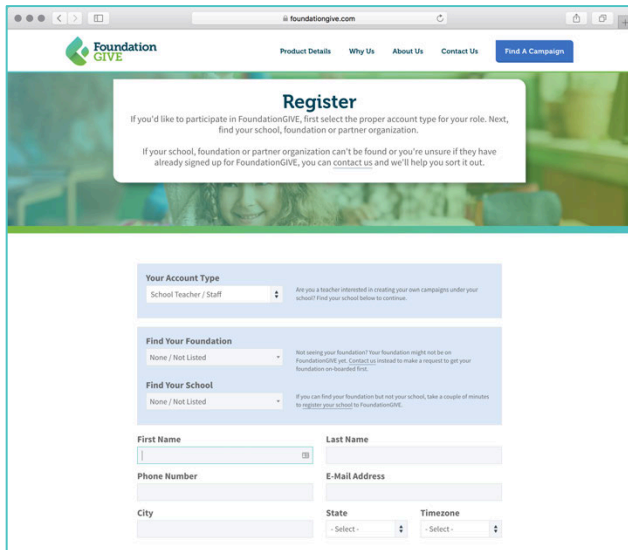 foundationgive.com
Foundation
GIVE
Product Details Why Us About Us Contact Us Find A Campaign
Register
If you'd like to participate in FoundationGIVE, first select the proper account type for your role. Next,
find your school, foundation or partner organization.
If your school, foundation or partner organization can't be found or you're unsure if they have
already signed up for FoundationGIVE, you can contact us and we'll help you sort it out.
Your Account Type
School Teacher / Staff
Are you a teacher interested in creating your own campaigns under your
school? Find your school below to continue.
Find Your Foundation
None / Not Listed
Not seeing your foundation? Your foundation might not be on
FoundationGIVE yet. Contact us instead to make a request to get your
foundation on-boarded first.
Find Your School
None / Not Listed
If you can find your foundation but not your school, take a couple of minutes
to register your school to FoundationGIVE.
First Name Last Name
Phone Number E-Mail Address
City State Timezone
- Select - - Select -